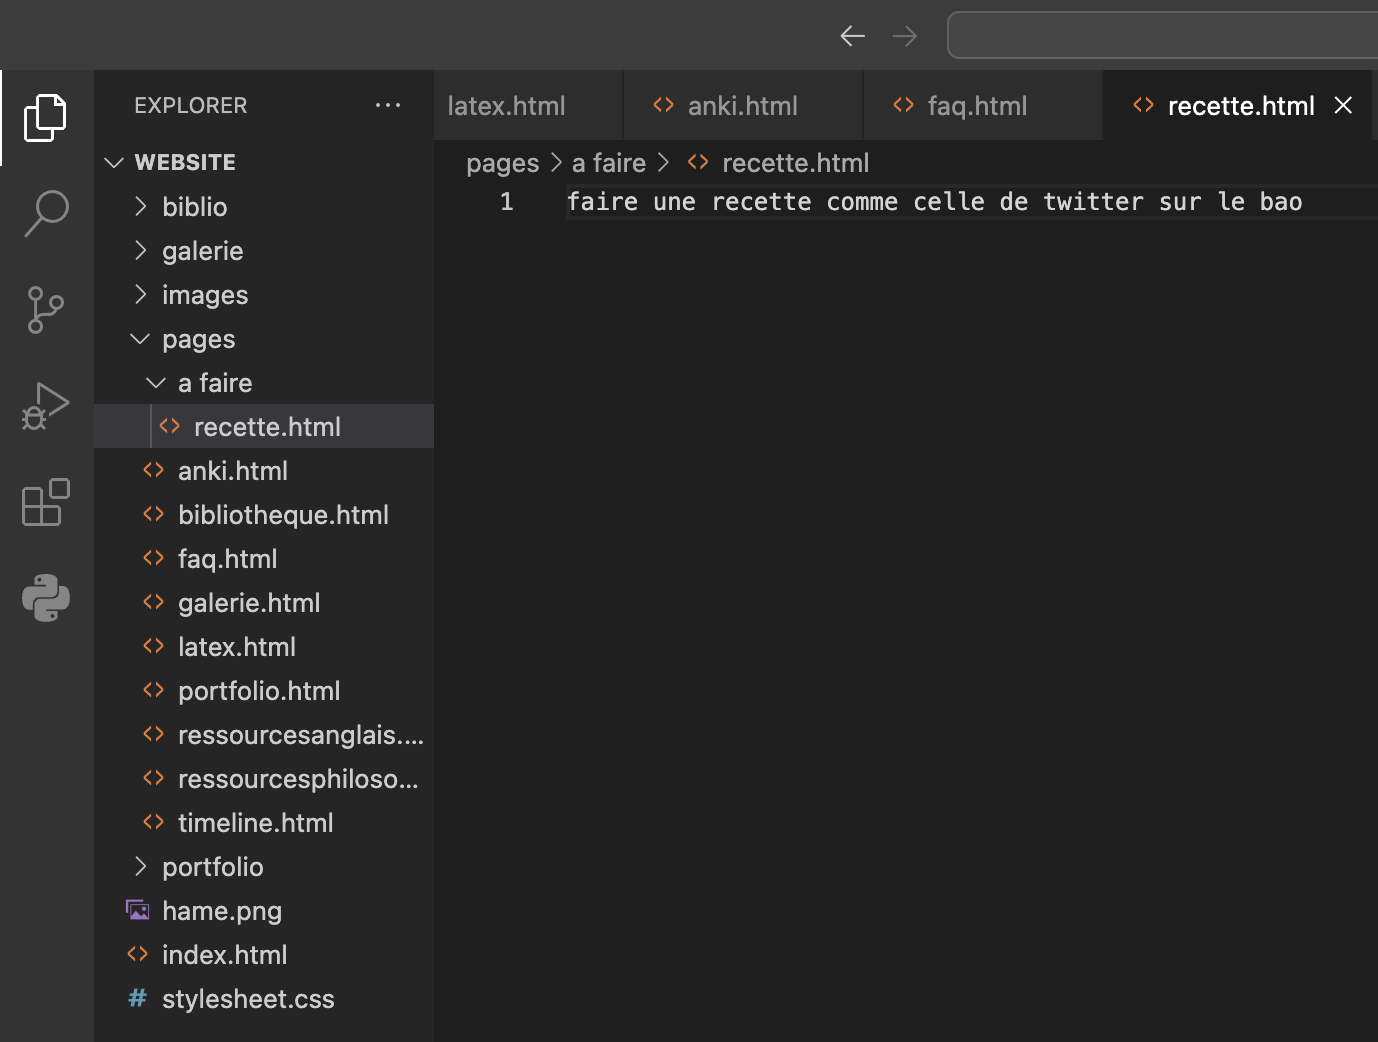 EXPLORER
WEBSITE
biblio
galerie
images
pages
a faire
recette.html
anki.html
bibliotheque.html
faq.html
galerie.html
latex.html
portfolio.html
ressourcesanglais....
ressourcesphiloso...
timeline.html
portfolio
hame.png
index.html
# stylesheet.css
latex.html anki.html faq.html recette.html
pages > a faire > recette.html
1 faire une recette comme celle de twitter sur le bao